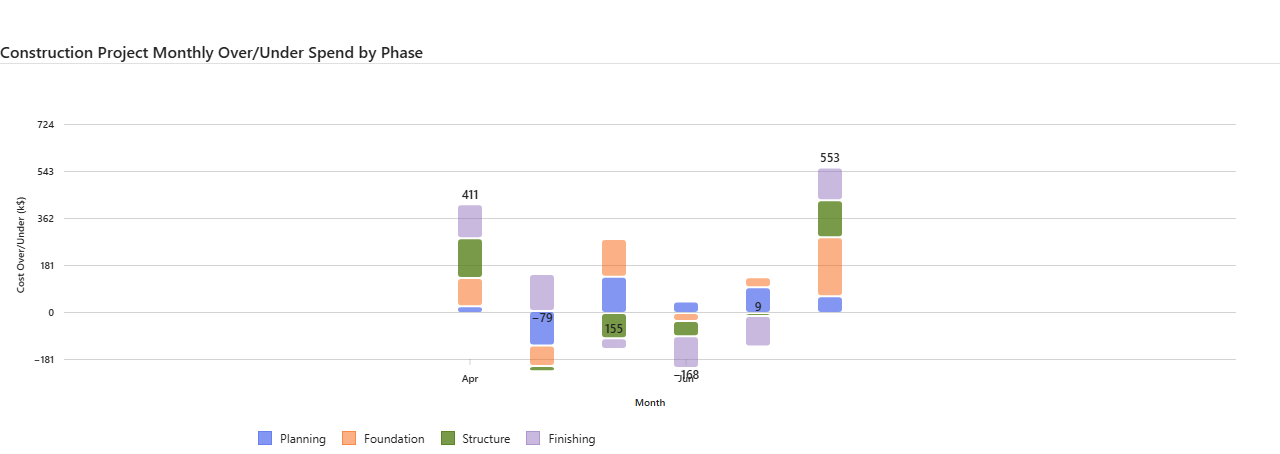 Construction Project Monthly Over/Under Spend by Phase
724
543
362
181
0
−181
Cost Over/Under (k$)
411
−79
155
−168
9
553
Apr
Jun
Month
Planning
Foundation
Structure
Finishing